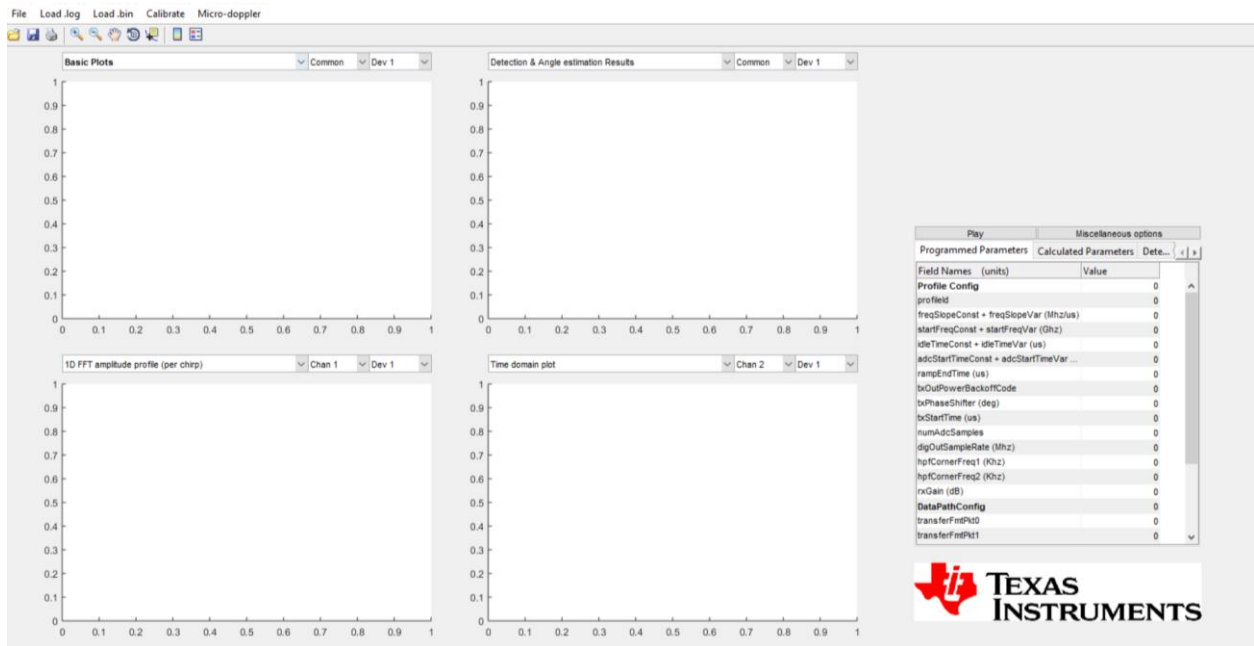 File Load .log Load .bin Calibrate Micro-doppler
Basic Plots Common Dev 1
1
0.9
0.8
0.7
0.6
0.5
0.4
0.3
0.2
0.1
0
0 0.1 0.2 0.3 0.4 0.5 0.6 0.7 0.8 0.9 1
Detection & Angle estimation Results Common Dev 1
1
0.9
0.8
0.7
0.6
0.5
0.4
0.3
0.2
0.1
0
0 0.1 0.2 0.3 0.4 0.5 0.6 0.7 0.8 0.9 1
1D FFT amplitude profile (per chirp) Chan 1 Dev 1
1
0.9
0.8
0.7
0.6
0.5
0.4
0.3
0.2
0.1
0
0 0.1 0.2 0.3 0.4 0.5 0.6 0.7 0.8 0.9 1
Time domain plot Chan 2 Dev 1
1
0.9
0.8
0.7
0.6
0.5
0.4
0.3
0.2
0.1
0
0 0.1 0.2 0.3 0.4 0.5 0.6 0.7 0.8 0.9 1
Play Miscellaneous options
Programmed Parameters Calculated Parameters Dete...
Field Names (units) Value
Profile Config 0
profileId 0
freqSlopeConst + freqSlopeVar (Mhz/us) 0
startFreqConst + startFreqVar (Ghz) 0
idleTimeConst + idleTimeVar (us) 0
adcStartTimeConst + adcStartTimeVar ... 0
rampEndTime (us) 0
txOutPowerBackoffCode 0
txPhaseShifter (deg) 0
txStartTime (us) 0
numAdcSamples 0
digOutSampleRate (Mhz) 0
hpfCornerFreq1 (Khz) 0
hpfCornerFreq2 (Khz) 0
rxGain (dB) 0
DataPathConfig 0
transferFmtPkt0 0
transferFmtPkt1 0
TEXAS
INSTRUMENTS